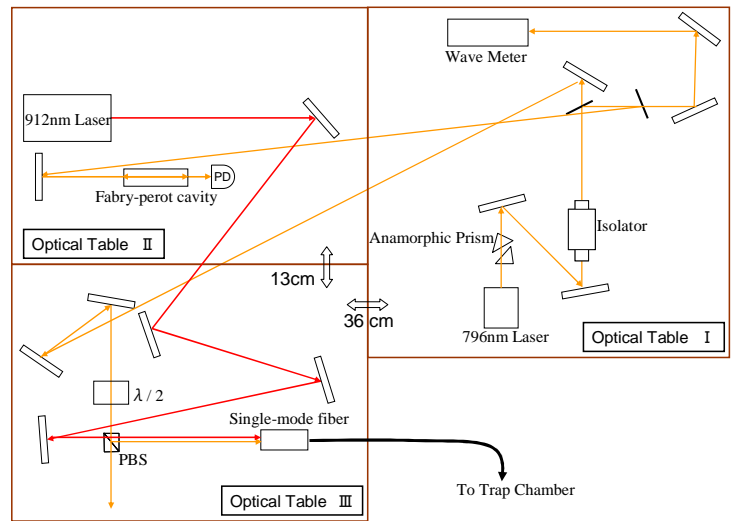 Wave Meter
912nm Laser
PD
Fabry-perot cavity
Optical Table Ⅱ
Anamorphic Prism
Isolator
796nm Laser
Optical Table Ⅰ
13cm
36 cm
λ / 2
Single-mode fiber
PBS
To Trap Chamber
Optical Table Ⅲ